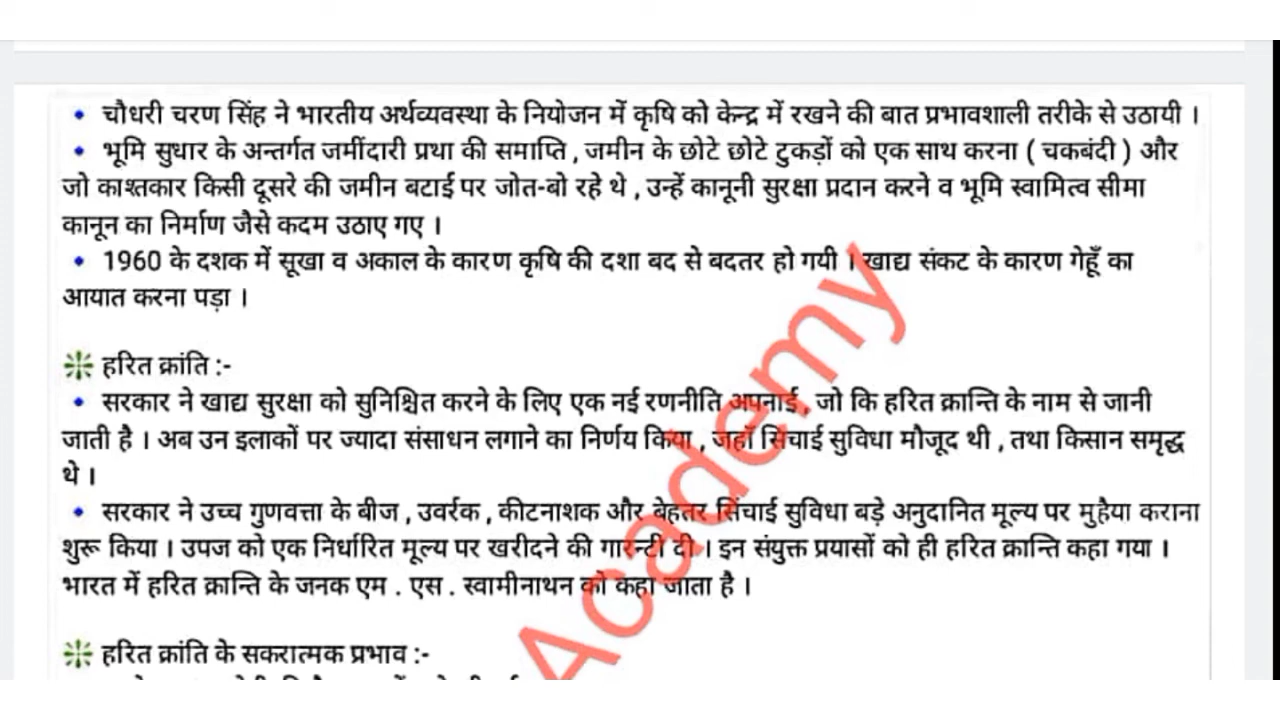 • चौधरी चरण सिंह ने भारतीय अर्थव्यवस्था के नियोजन में कृषि को केन्द्र में रखने की बात प्रभावशाली तरीके से उठायी ।
• भूमि सुधार के अन्तर्गत जमींदारी प्रथा की समाप्ति , जमीन के छोटे छोटे टुकड़ों को एक साथ करना ( चकबंदी ) और
जो काश्तकार किसी दूसरे की जमीन बटाई पर जोत-बो रहे थे , उन्हें कानूनी सुरक्षा प्रदान करने व भूमि स्वामित्व सीमा
कानून का निर्माण जैसे कदम उठाए गए ।
• 1960 के दशक में सूखा व अकाल के कारण कृषि की दशा बद से बदतर हो गयी । खाद्य संकट के कारण गेहूँ का
आयात करना पड़ा ।
हरित क्रांति :-
• सरकार ने खाद्य सुरक्षा को सुनिश्चित करने के लिए एक नई रणनीति अपनाई , जो कि हरित क्रान्ति के नाम से जानी
जाती है । अब उन इलाकों पर ज्यादा संसाधन लगाने का निर्णय किया , जहाँ सिंचाई सुविधा मौजूद थी , तथा किसान समृद्ध
थे ।
• सरकार ने उच्च गुणवत्ता के बीज , उवर्रक , कीटनाशक और बेहतर सिंचाई सुविधा बड़े अनुदानित मूल्य पर मुहैया कराना
शुरू किया । उपज को एक निर्धारित मूल्य पर खरीदने की गारन्टी दी । इन संयुक्त प्रयासों को ही हरित क्रान्ति कहा गया ।
भारत में हरित क्रान्ति के जनक एम . एस . स्वामीनाथन को कहा जाता है ।
हरित क्रांति के सकरात्मक प्रभाव :-
Academy